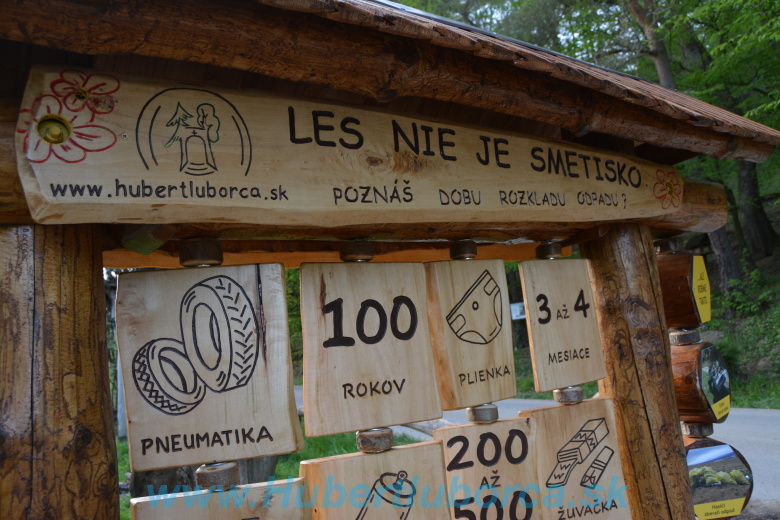 LES NIE JE SMETISKO
www.hubertluborca.sk
POZNÁŠ DOBU ROZKLADU ODPADU?
PNEUMATIKA
100
ROKOV
PLIENKA
3 AŽ 4
MESIACE
200
AŽ
500
ŽUVAČKA
www.Hubertluborca.sk